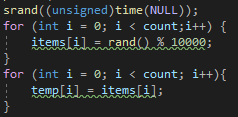 srand((unsigned)time(NULL));
for (int i = 0; i < count;i++) {
items[i] = rand() % 10000;
}
for (int i = 0; i < count; i++){
temp[i] = items[i];
}